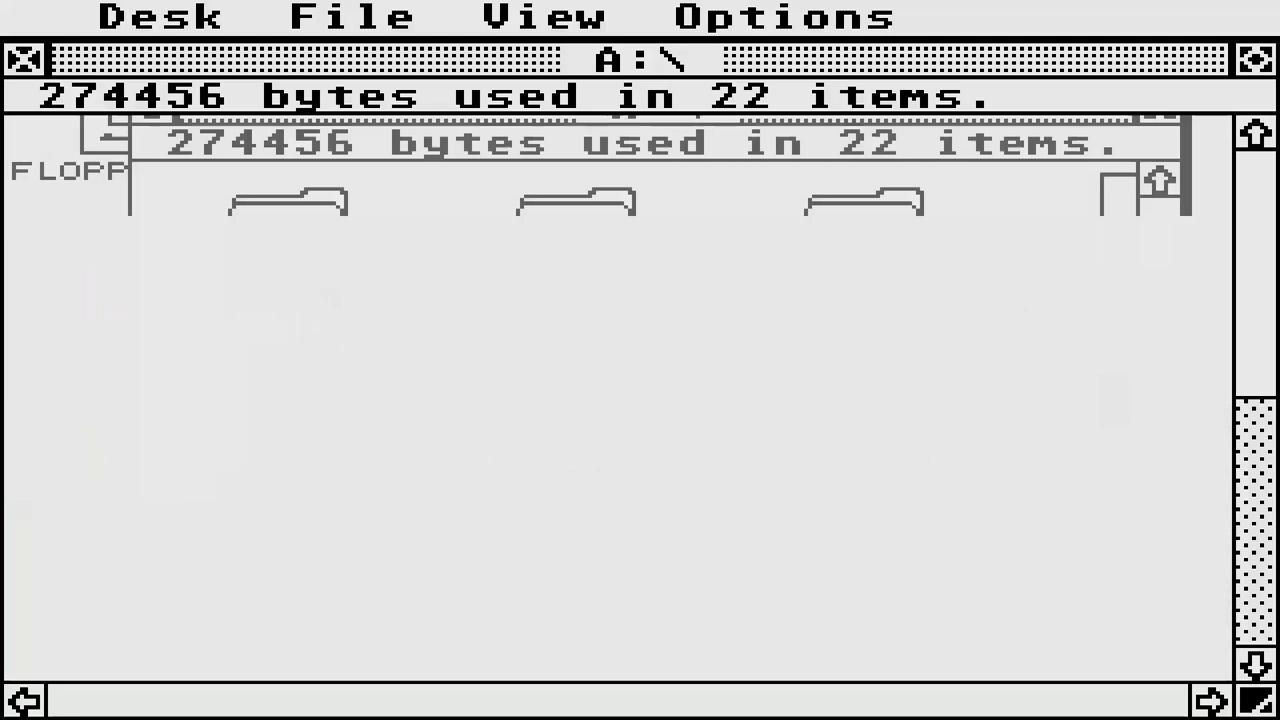 Desk File View Options
A:\
274456 bytes used in 22 items.
274456 bytes used in 22 items.
FLOPP